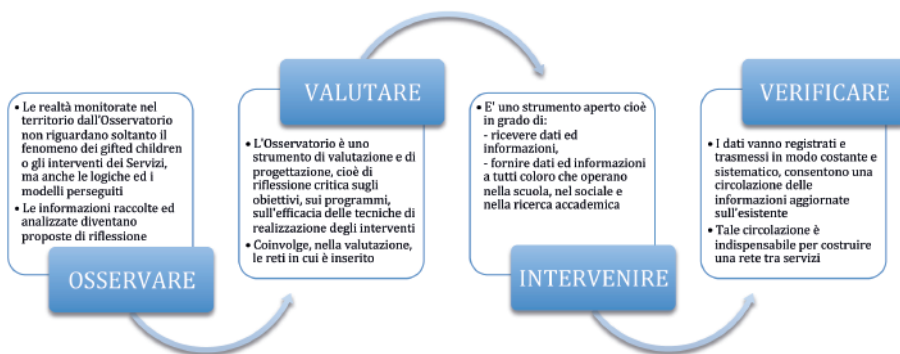 • Le realtà monitorate nel
territorio dall'Osservatorio
non riguardano soltanto il
fenomeno dei gifted children
o gli interventi dei Servizi,
ma anche le logiche ed i
modelli perseguiti
• Le informazioni raccolte ed
analizzate diventano
proposte di riflessione
OSSERVARE
VALUTARE
• L'Osservatorio è uno
strumento di valutazione e di
progettazione, cioè di
riflessione critica sugli
obiettivi, sui programmi,
sull'efficacia delle tecniche di
realizzazione degli interventi
• Coinvolge, nella valutazione,
le reti in cui è inserito
• E' uno strumento aperto cioè
in grado di:
- ricevere dati ed
informazioni,
- fornire dati ed informazioni
a tutti coloro che operano
nella scuola, nel sociale e
nella ricerca accademica
INTERVENIRE
VERIFICARE
• I dati vanno registrati e
trasmessi in modo costante e
sistematico, consentono una
circolazione delle
informazioni aggiornate
sull'esistente
• Tale circolazione è
indispensabile per costruire
una rete tra servizi